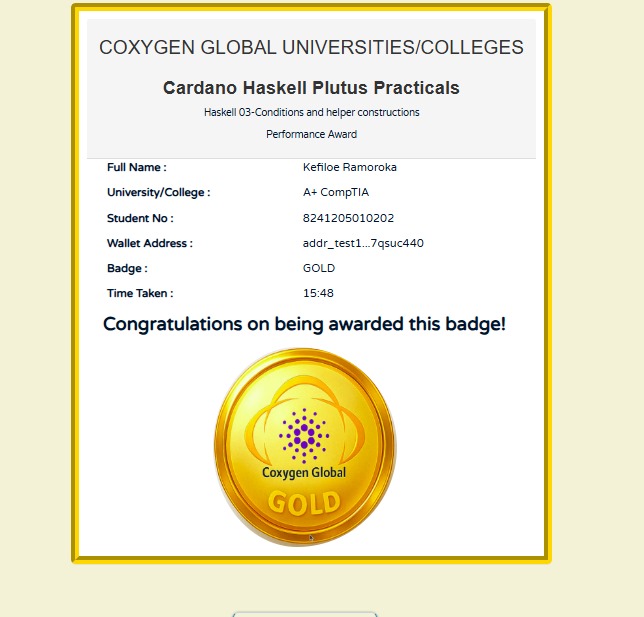 COXYGEN GLOBAL UNIVERSITIES/COLLEGES
Cardano Haskell Plutus Practicals
Haskell 03-Conditions and helper constructions
Performance Award
Full Name : Kefiloe Ramoroka
University/College : A+ CompTIA
Student No : 8241205010202
Wallet Address : addr_test1...7qsuc440
Badge : GOLD
Time Taken : 15:48
Congratulations on being awarded this badge!
Coxygen Global
GOLD